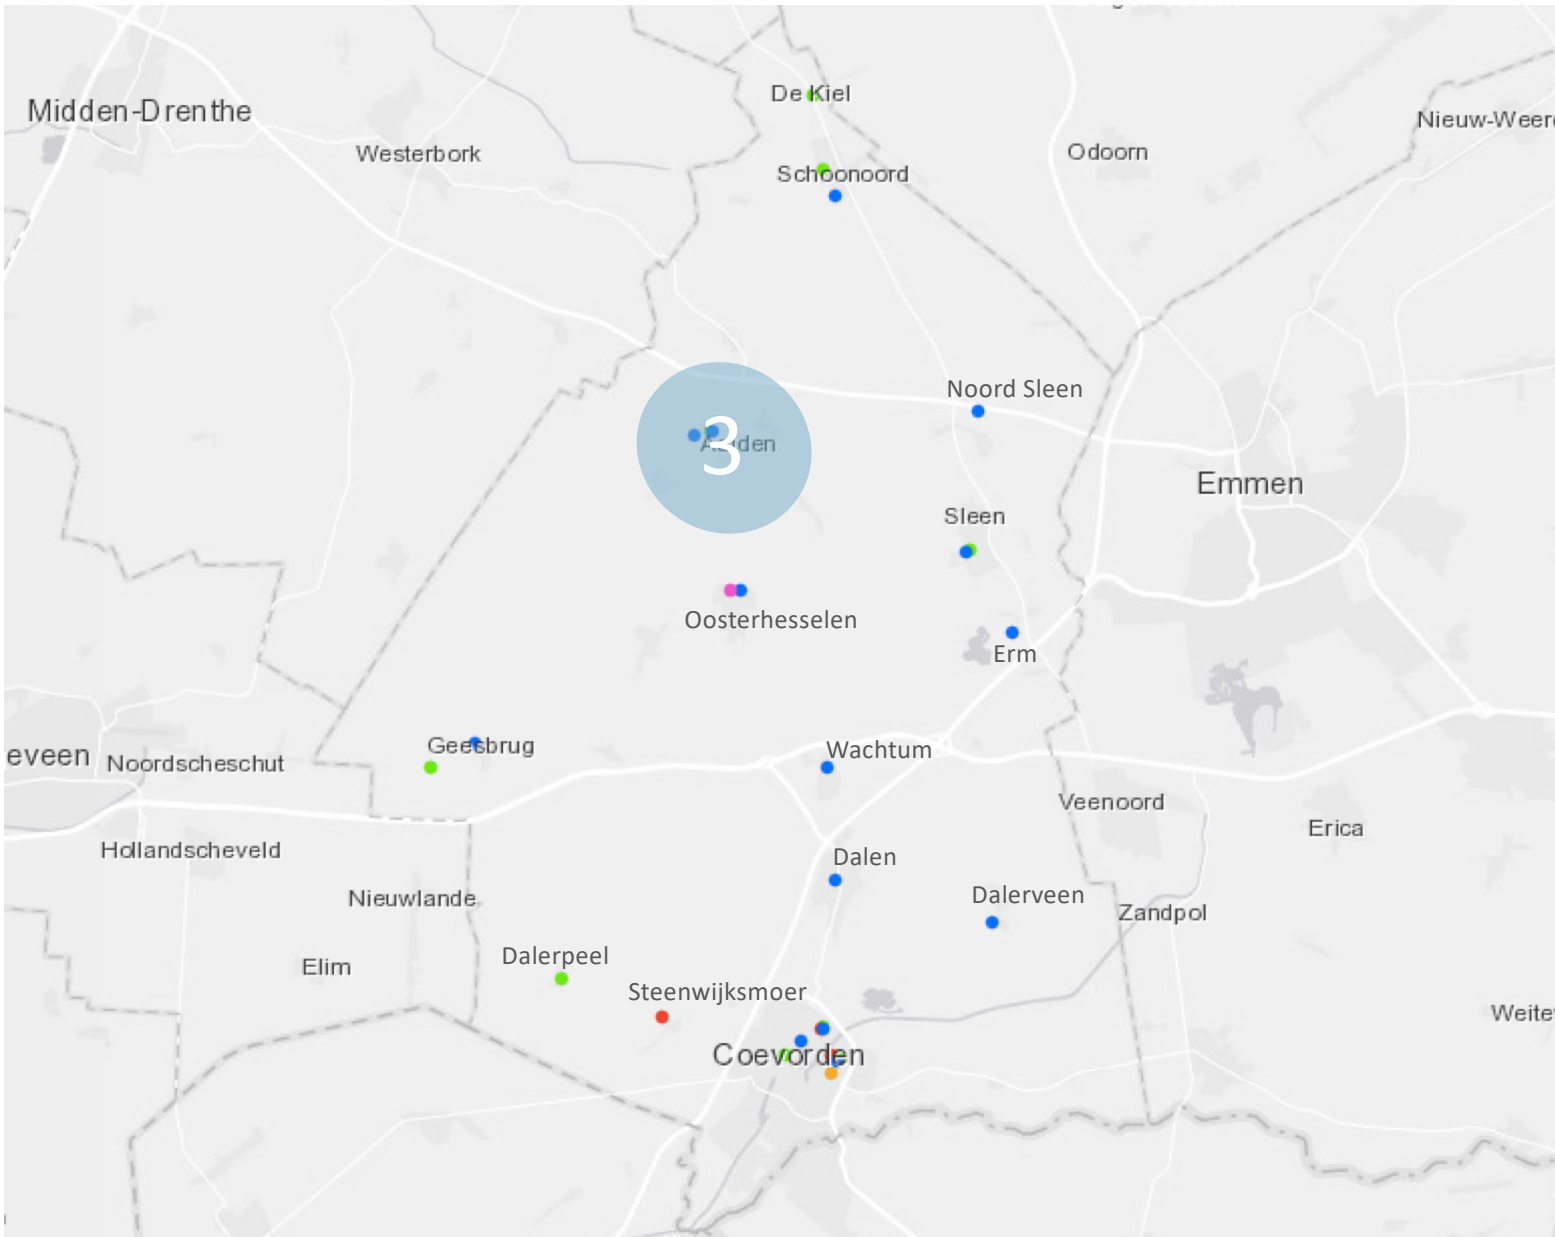 De Kiel
Midden-Drenthe
Nieuw-Weer
Westerbork
Odoorn
Schoonoord
Noord Sleen
3
Emmen
Sleen
Oosterhesselen
Erm
Geesbrug
Wachtum
eveen
Noordscheschut
Veenoord
Erica
Hollandscheveld
Dalen
Nieuwlande
Dalerveen
Zandpol
Dalerpeel
Elim
Steenwijksmoer
Weite
Coevorden